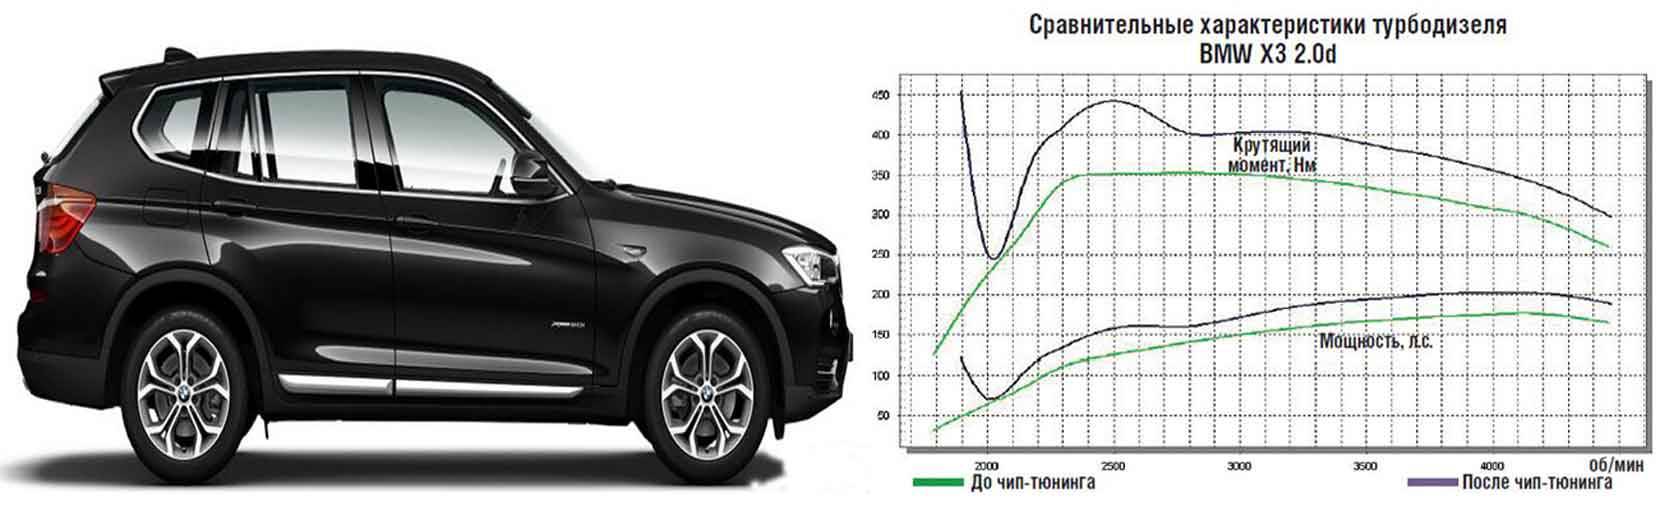 Сравнительные характеристики турбодизеля
BMW X3 2.0d
450
400
Крутящий
момент, Нм
350
300
250
200
150
Мощность, л.с.
100
50
2000 2500 3000 3500 4000 об/мин
До чип-тюнинга После чип-тюнинга